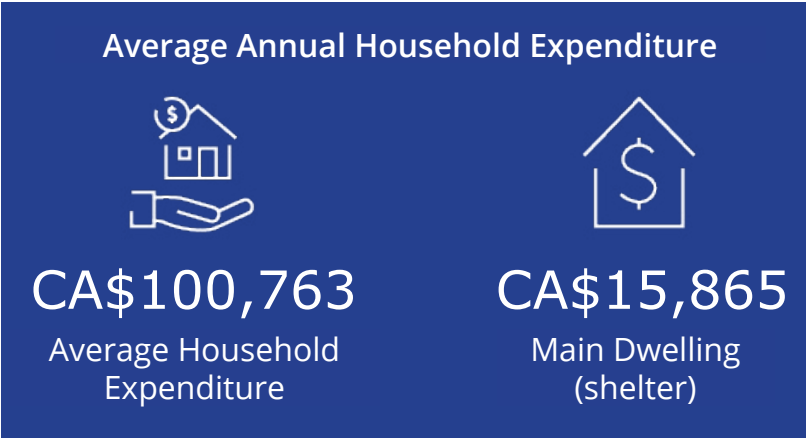 Average Annual Household Expenditure
$
$
CA$100,763
Average Household
Expenditure
CA$15,865
Main Dwelling
(shelter)